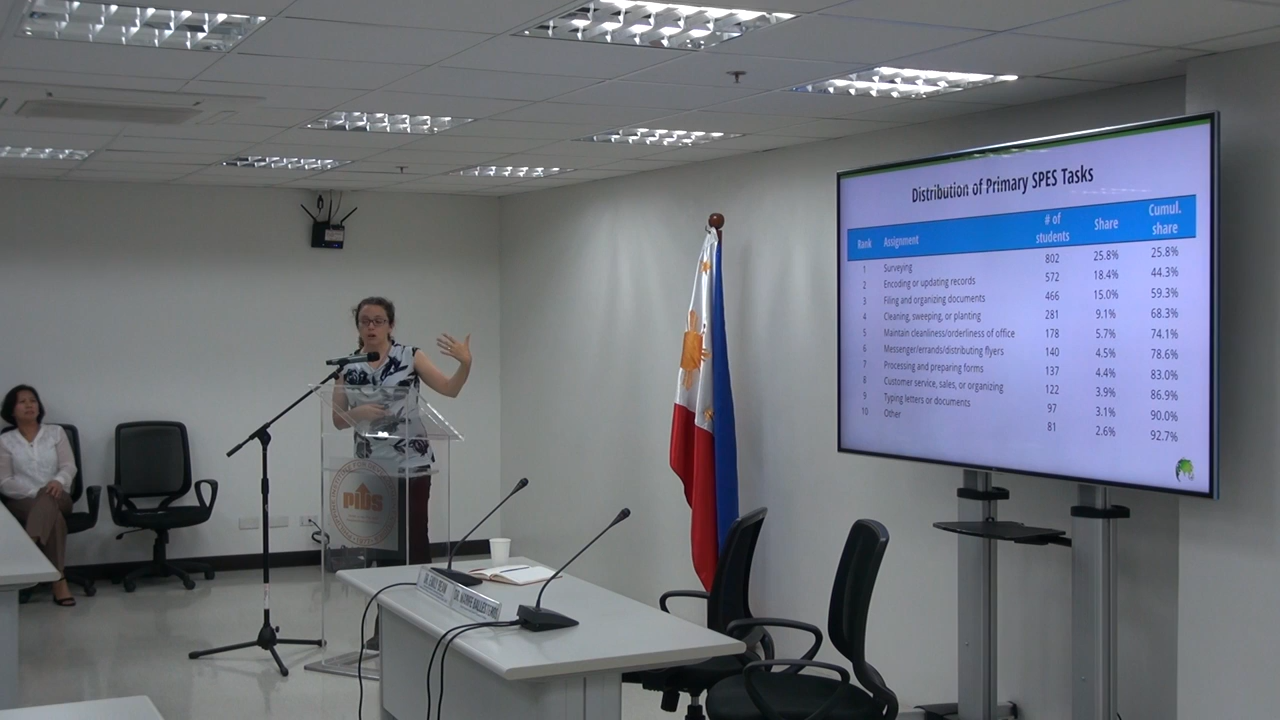 Distribution of Primary SPES Tasks
Rank Assignment # of students Share Cumul. share
1 Surveying 802 25.8% 25.8%
2 Encoding or updating records 572 18.4% 44.3%
3 Filing and organizing documents 466 15.0% 59.3%
4 Cleaning, sweeping, or planting 281 9.1% 68.3%
5 Maintain cleanliness/orderliness of office 178 5.7% 74.1%
6 Messenger/errands/distributing flyers 140 4.5% 78.6%
7 Processing and preparing forms 137 4.4% 83.0%
8 Customer service, sales, or organizing 122 3.9% 86.9%
9 Typing letters or documents 97 3.1% 90.0%
10 Other 81 2.6% 92.7%
PIDS